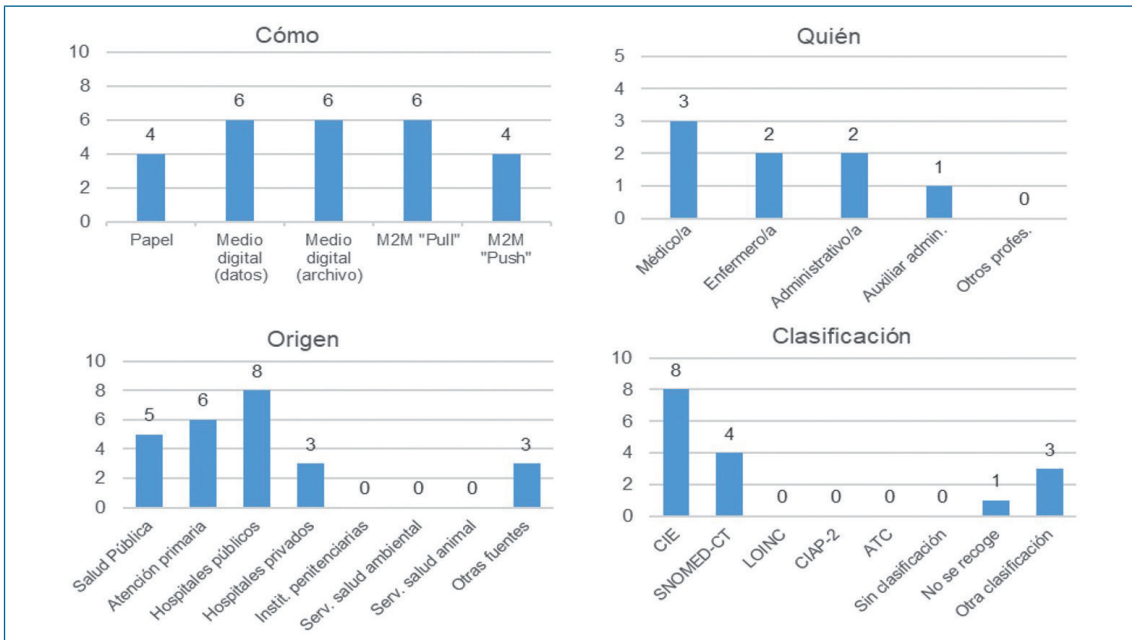 Cómo
10
8
6
4
2
0
4
6
6
6
4
Papel
Medio
digital
(datos)
Medio
digital
(archivo)
M2M "Pull"
M2M
"Push"
Quién
5
4
3
2
1
0
3
2
2
1
0
Médico/a
Enfermero/a
Administrativo/a
Auxiliar admin.
Otros profes.
Origen
10
8
6
4
2
0
5
6
8
3
0
0
0
3
Salud Pública
Atención primaria
Hospitales públicos
Hospitales privados
Instit. penitenciarias
Serv. salud ambiental
Serv. salud animal
Otras fuentes
Clasificación
10
8
6
4
2
0
8
4
0
0
0
0
1
3
CIE
SNOMED-CT
LOINC
CIAP-2
ATC
Sin clasificación
No se recoge
Otra clasificación